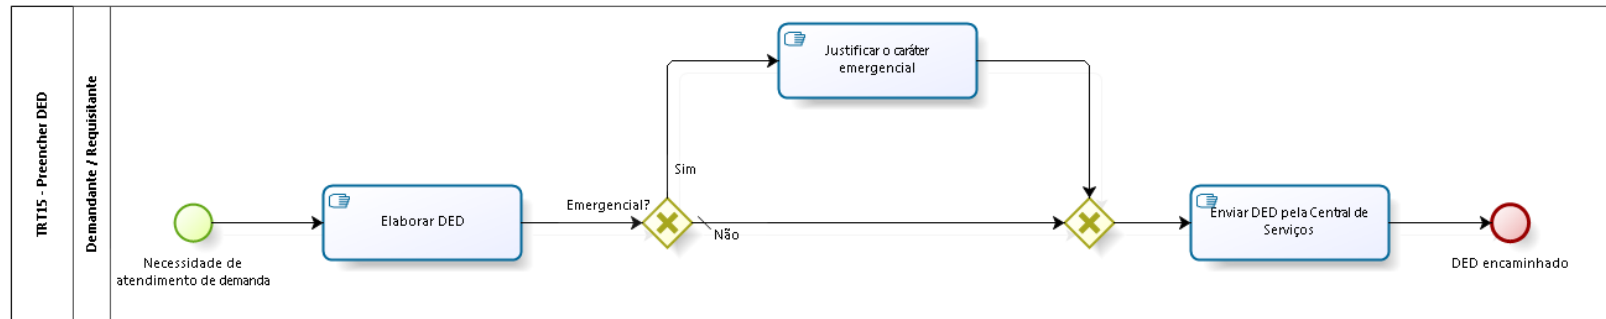 TRT15 - Preencher DED
Demandante / Requisitante
Necessidade de
atendimento de demanda
Elaborar DED
Emergencial?
Sim
Não
Justificar o caráter
emergencial
Enviar DED pela Central de
Serviços
DED encaminhado